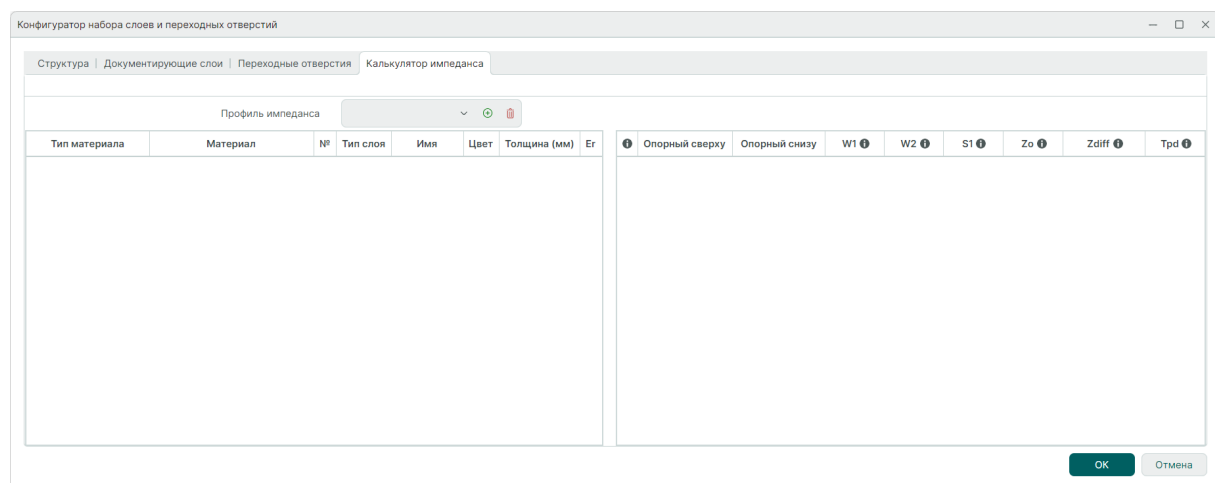 Конфигуратор набора слоев и переходных отверстий
Структура | Документирующие слои | Переходные отверстия Калькулятор импеданса
Профиль импеданса
Тип материала Материал № Тип слоя Имя Цвет Толщина (мм) Er Опорный сверху Опорный снизу W1 W2 S1 Zo Zdiff Tpd
ОК Отмена